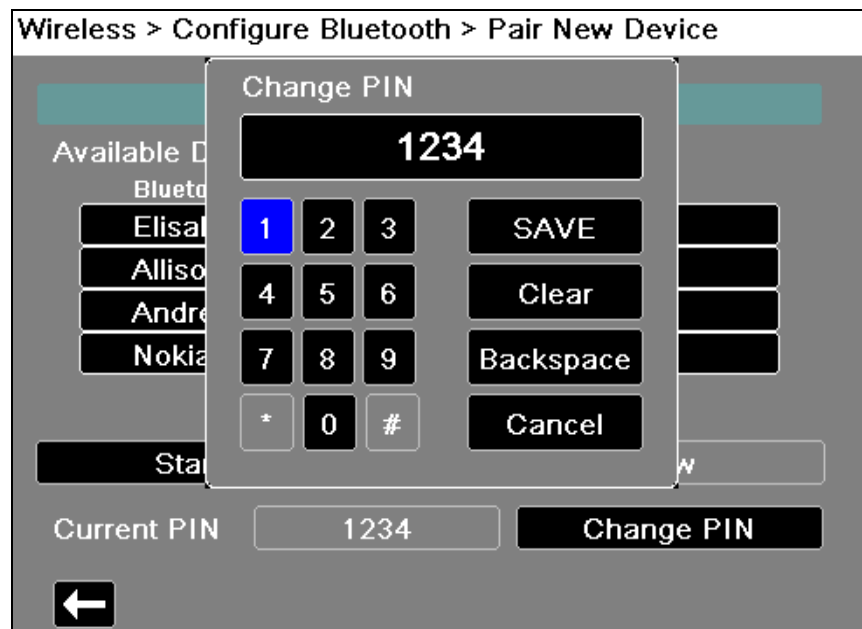 Wireless > Configure Bluetooth > Pair New Device
Change PIN
1234
Available D
Blueto
Elisal
Alliso
Andre
Nokia
1 2 3 SAVE
4 5 6 Clear
7 8 9 Backspace
* 0 # Cancel
Star w
Current PIN 1234 Change PIN